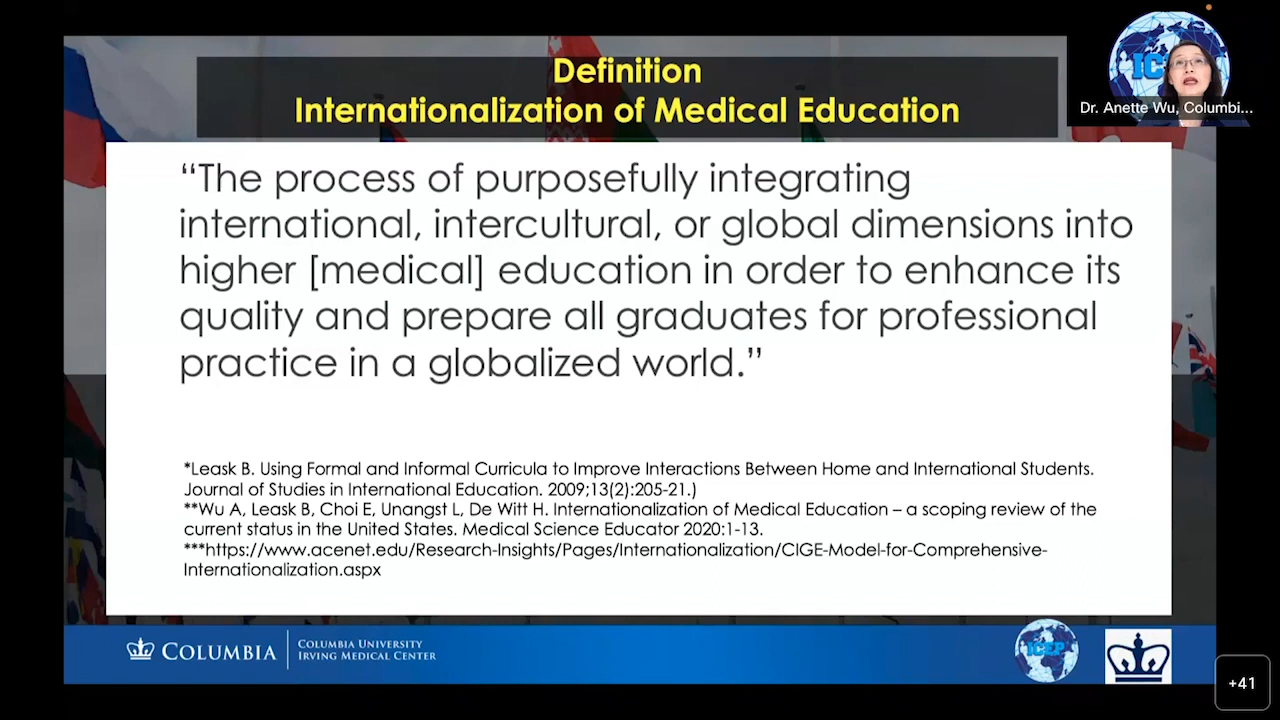 Definition
Internationalization of Medical Education
“The process of purposefully integrating
international, intercultural, or global dimensions into
higher [medical] education in order to enhance its
quality and prepare all graduates for professional
practice in a globalized world.”
*Leask B. Using Formal and Informal Curricula to Improve Interactions Between Home and International Students.
Journal of Studies in International Education. 2009;13(2):205-21.)
**Wu A, Leask B, Choi E, Unangst L, De Witt H. Internationalization of Medical Education – a scoping review of the
current status in the United States. Medical Science Educator 2020:1-13.
***https://www.acenet.edu/Research-Insights/Pages/Internationalization/CIGE-Model-for-Comprehensive-
Internationalization.aspx
IC
Dr. Anette Wu, Columbi...
COLUMBIA
COLUMBIA UNIVERSITY
IRVING MEDICAL CENTER
ICEP
+41